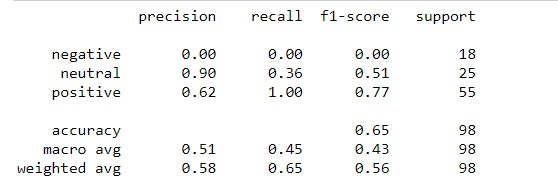 precision recall f1-score support
negative 0.00 0.00 0.00 18
neutral 0.90 0.36 0.51 25
positive 0.62 1.00 0.77 55
accuracy 0.65 98
macro avg 0.51 0.45 0.43 98
weighted avg 0.58 0.65 0.56 98